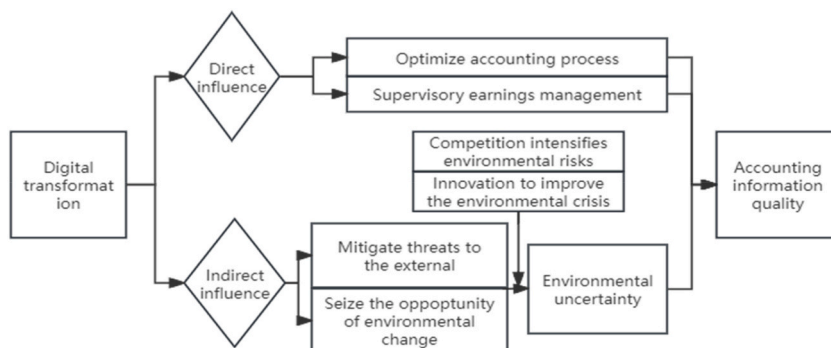 Direct
influence
Optimize accounting process
Supervisory earnings management
Digital
transformat
ion
Competition intensifies
environmental risks
Innovation to improve
the environmental crisis
Accounting
information
quality
Indirect
influence
Mitigate threats to
the external
Seize the oppoptunity
of environmental
change
Environmental
uncertainty